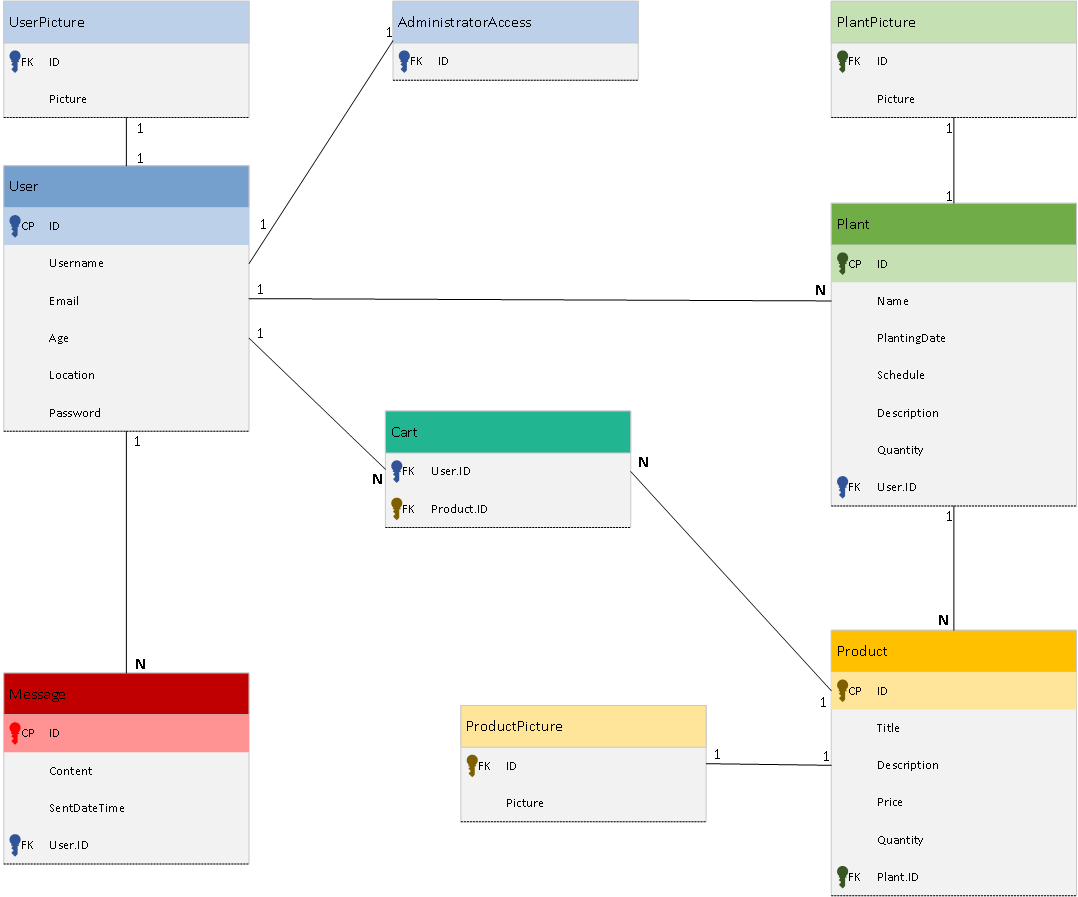 UserPicture
FK ID
Picture
1
1
AdministratorAccess
FK ID
1
1
PlantPicture
FK ID
Picture
1
1
User
CP ID
Username
Email
Age
Location
Password
1 N
1
1
Plant
CP ID
Name
PlantingDate
Schedule
Description
Quantity
FK User.ID
1
N
Cart
FK User.ID
FK Product.ID
N
N
1
Product
CP ID
Title
Description
Price
Quantity
FK Plant.ID
ProductPicture
FK ID
Picture
1 1
N
Message
CP ID
Content
SentDateTime
FK User.ID